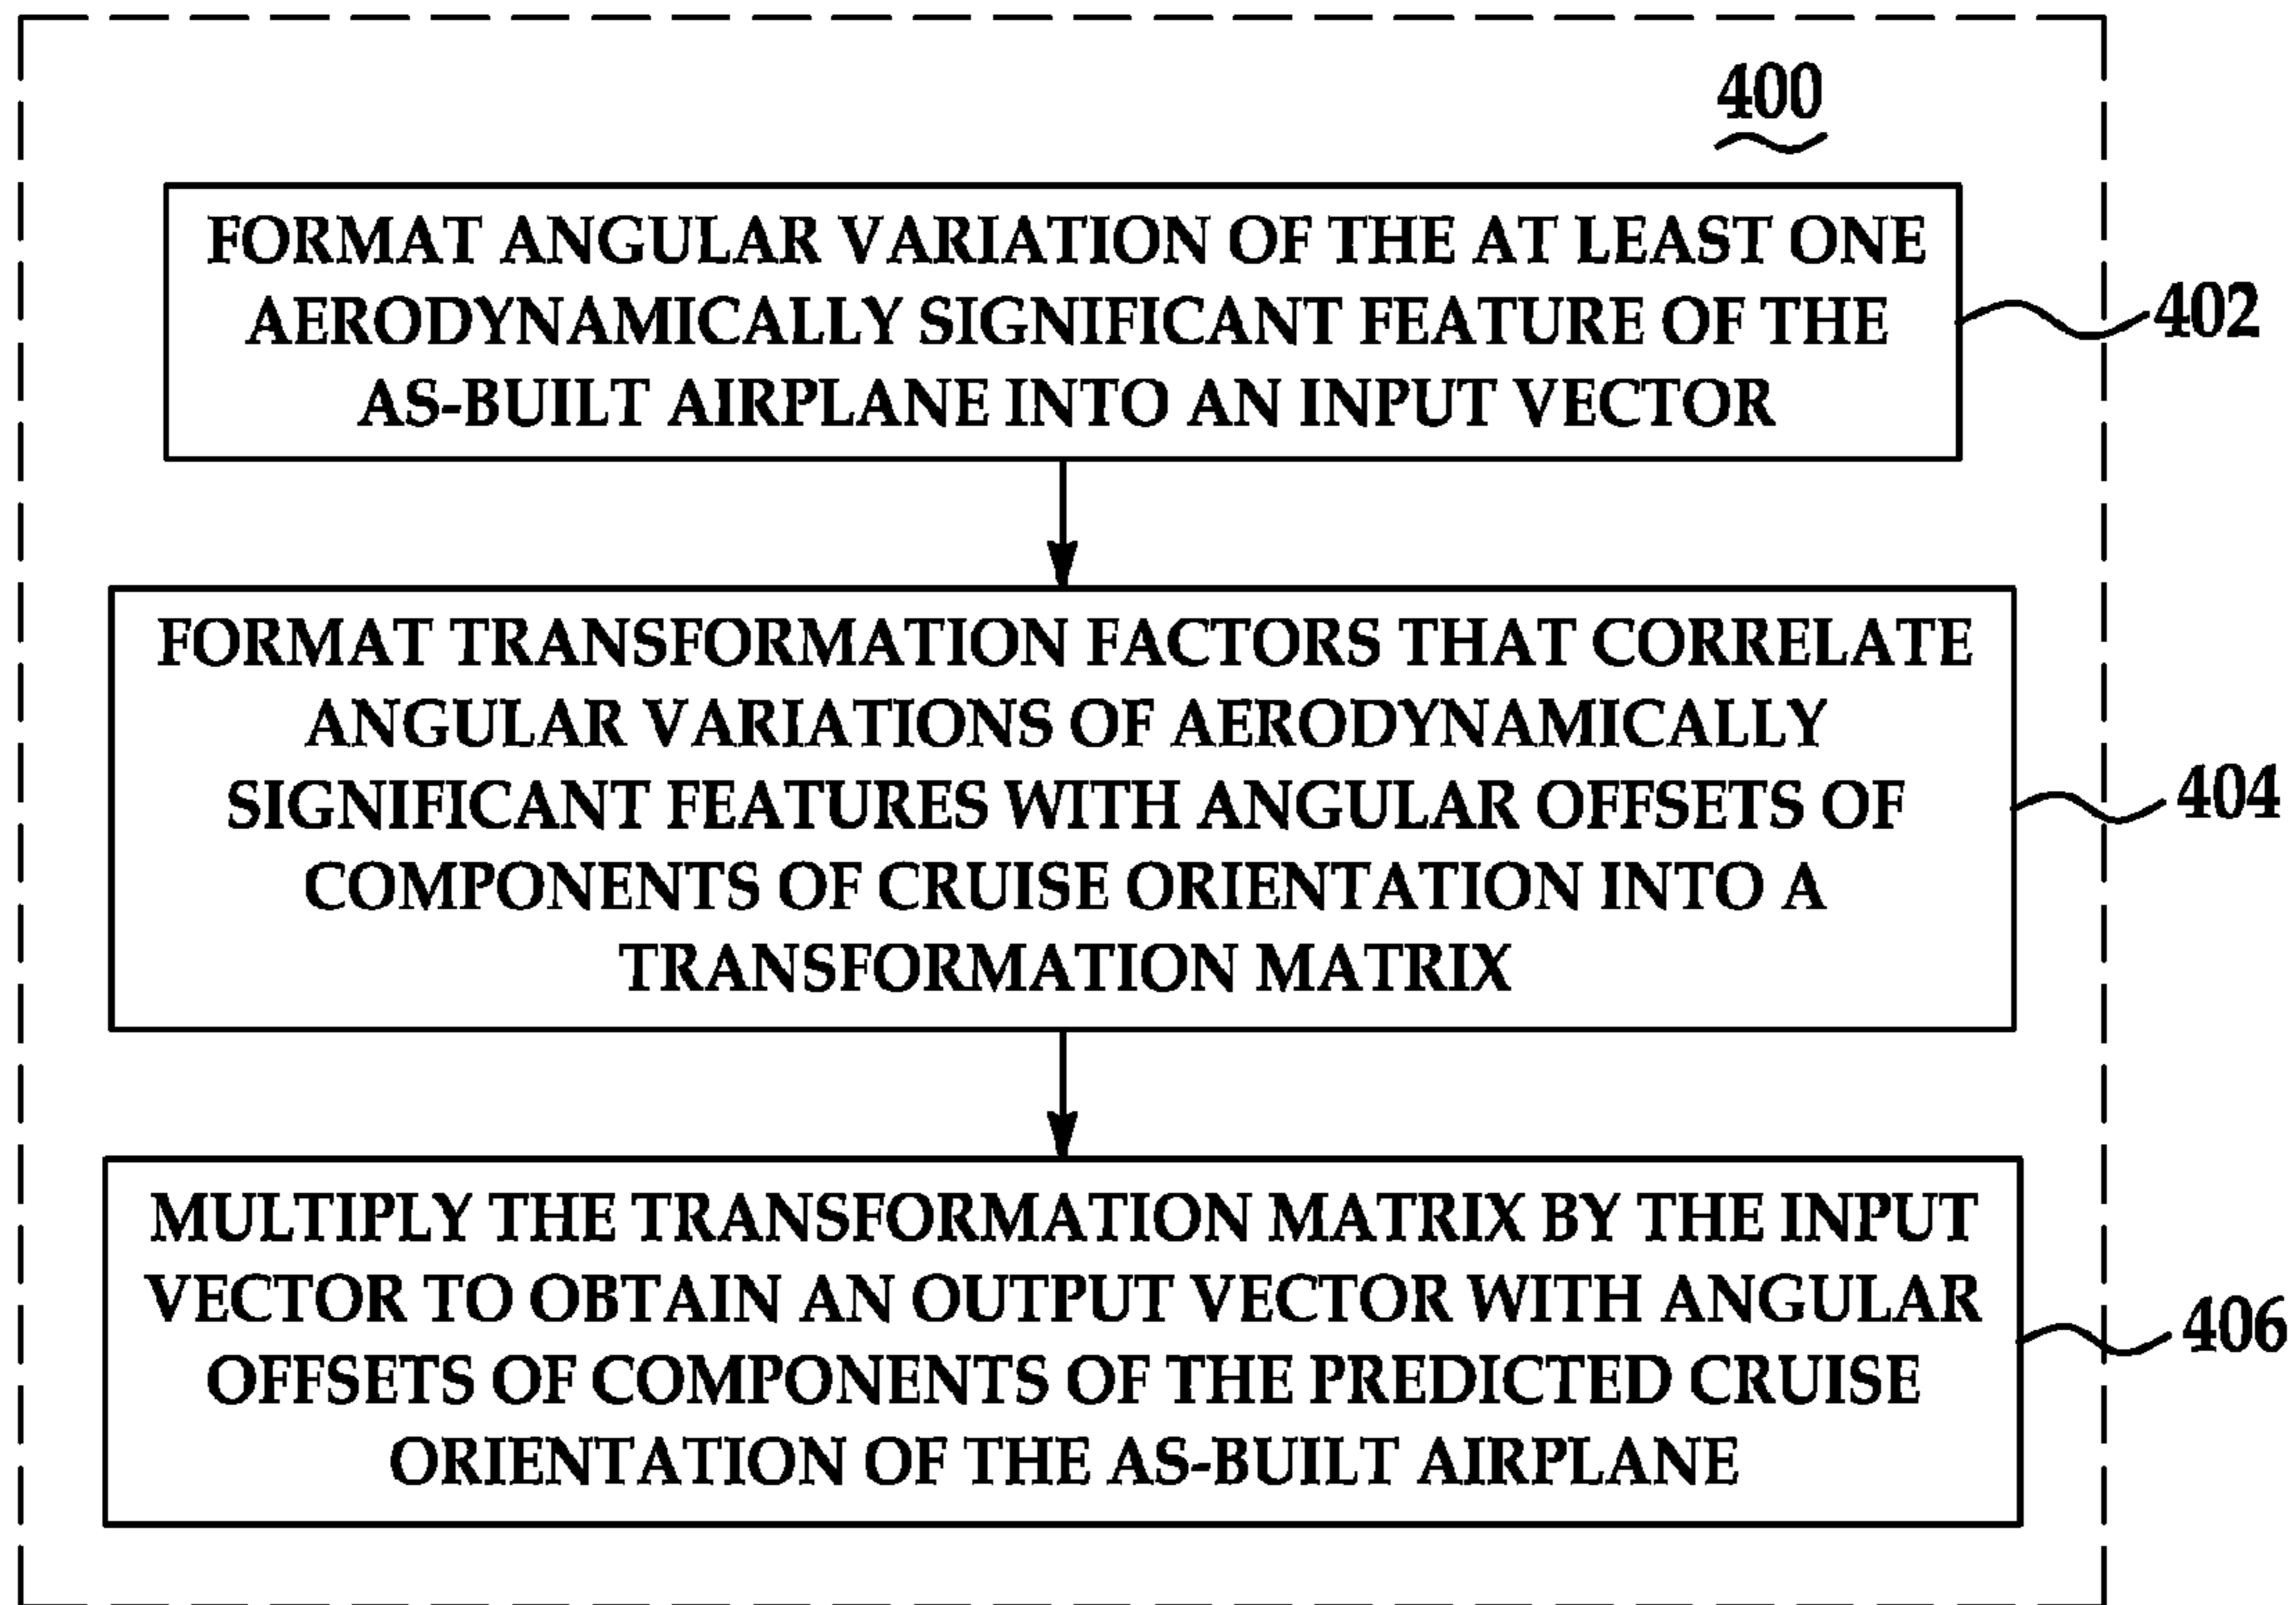 400
FORMAT ANGULAR VARIATION OF THE AT LEAST ONE
AERODYNAMICALLY SIGNIFICANT FEATURE OF THE
AS-BUILT AIRPLANE INTO AN INPUT VECTOR
402
FORMAT TRANSFORMATION FACTORS THAT CORRELATE
ANGULAR VARIATIONS OF AERODYNAMICALLY
SIGNIFICANT FEATURES WITH ANGULAR OFFSETS OF
COMPONENTS OF CRUISE ORIENTATION INTO A
TRANSFORMATION MATRIX
404
MULTIPLY THE TRANSFORMATION MATRIX BY THE INPUT
VECTOR TO OBTAIN AN OUTPUT VECTOR WITH ANGULAR
OFFSETS OF COMPONENTS OF THE PREDICTED CRUISE
ORIENTATION OF THE AS-BUILT AIRPLANE
406